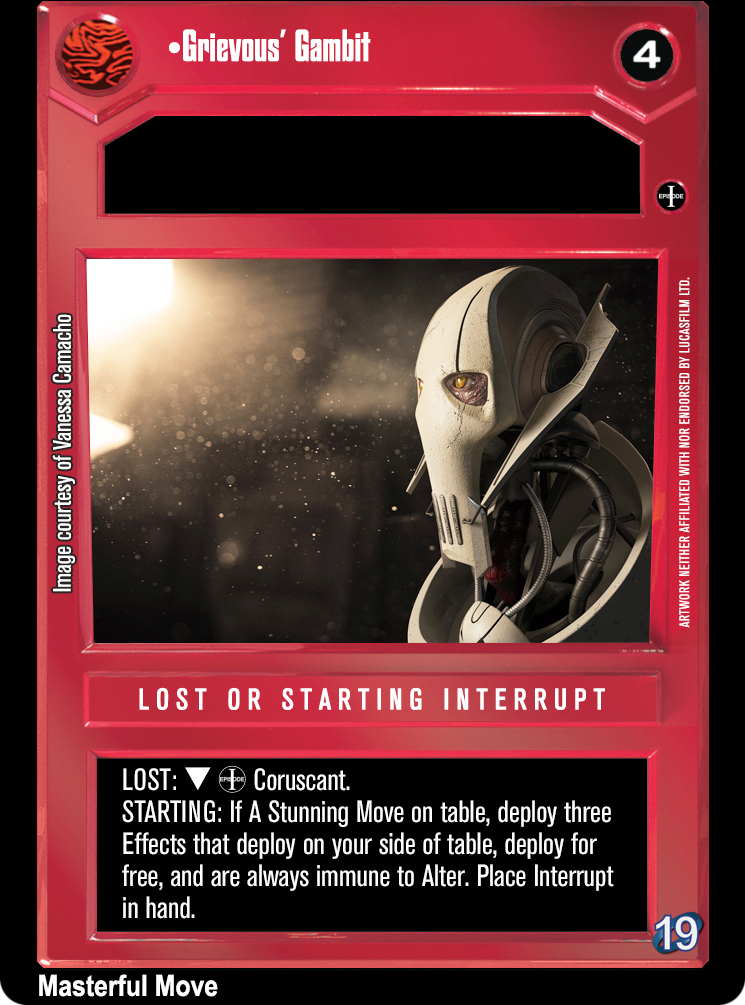 •Grievous' Gambit
4
EPISODE I
Image courtesy of Vanessa Camacho
ARTWORK NEITHER AFFILIATED WITH NOR ENDORSED BY LUCASFILM LTD.
LOST OR STARTING INTERRUPT
LOST: ▼ EPISODE I Coruscant.
STARTING: If A Stunning Move on table, deploy three
Effects that deploy on your side of table, deploy for
free, and are always immune to Alter. Place Interrupt
in hand.
19
Masterful Move